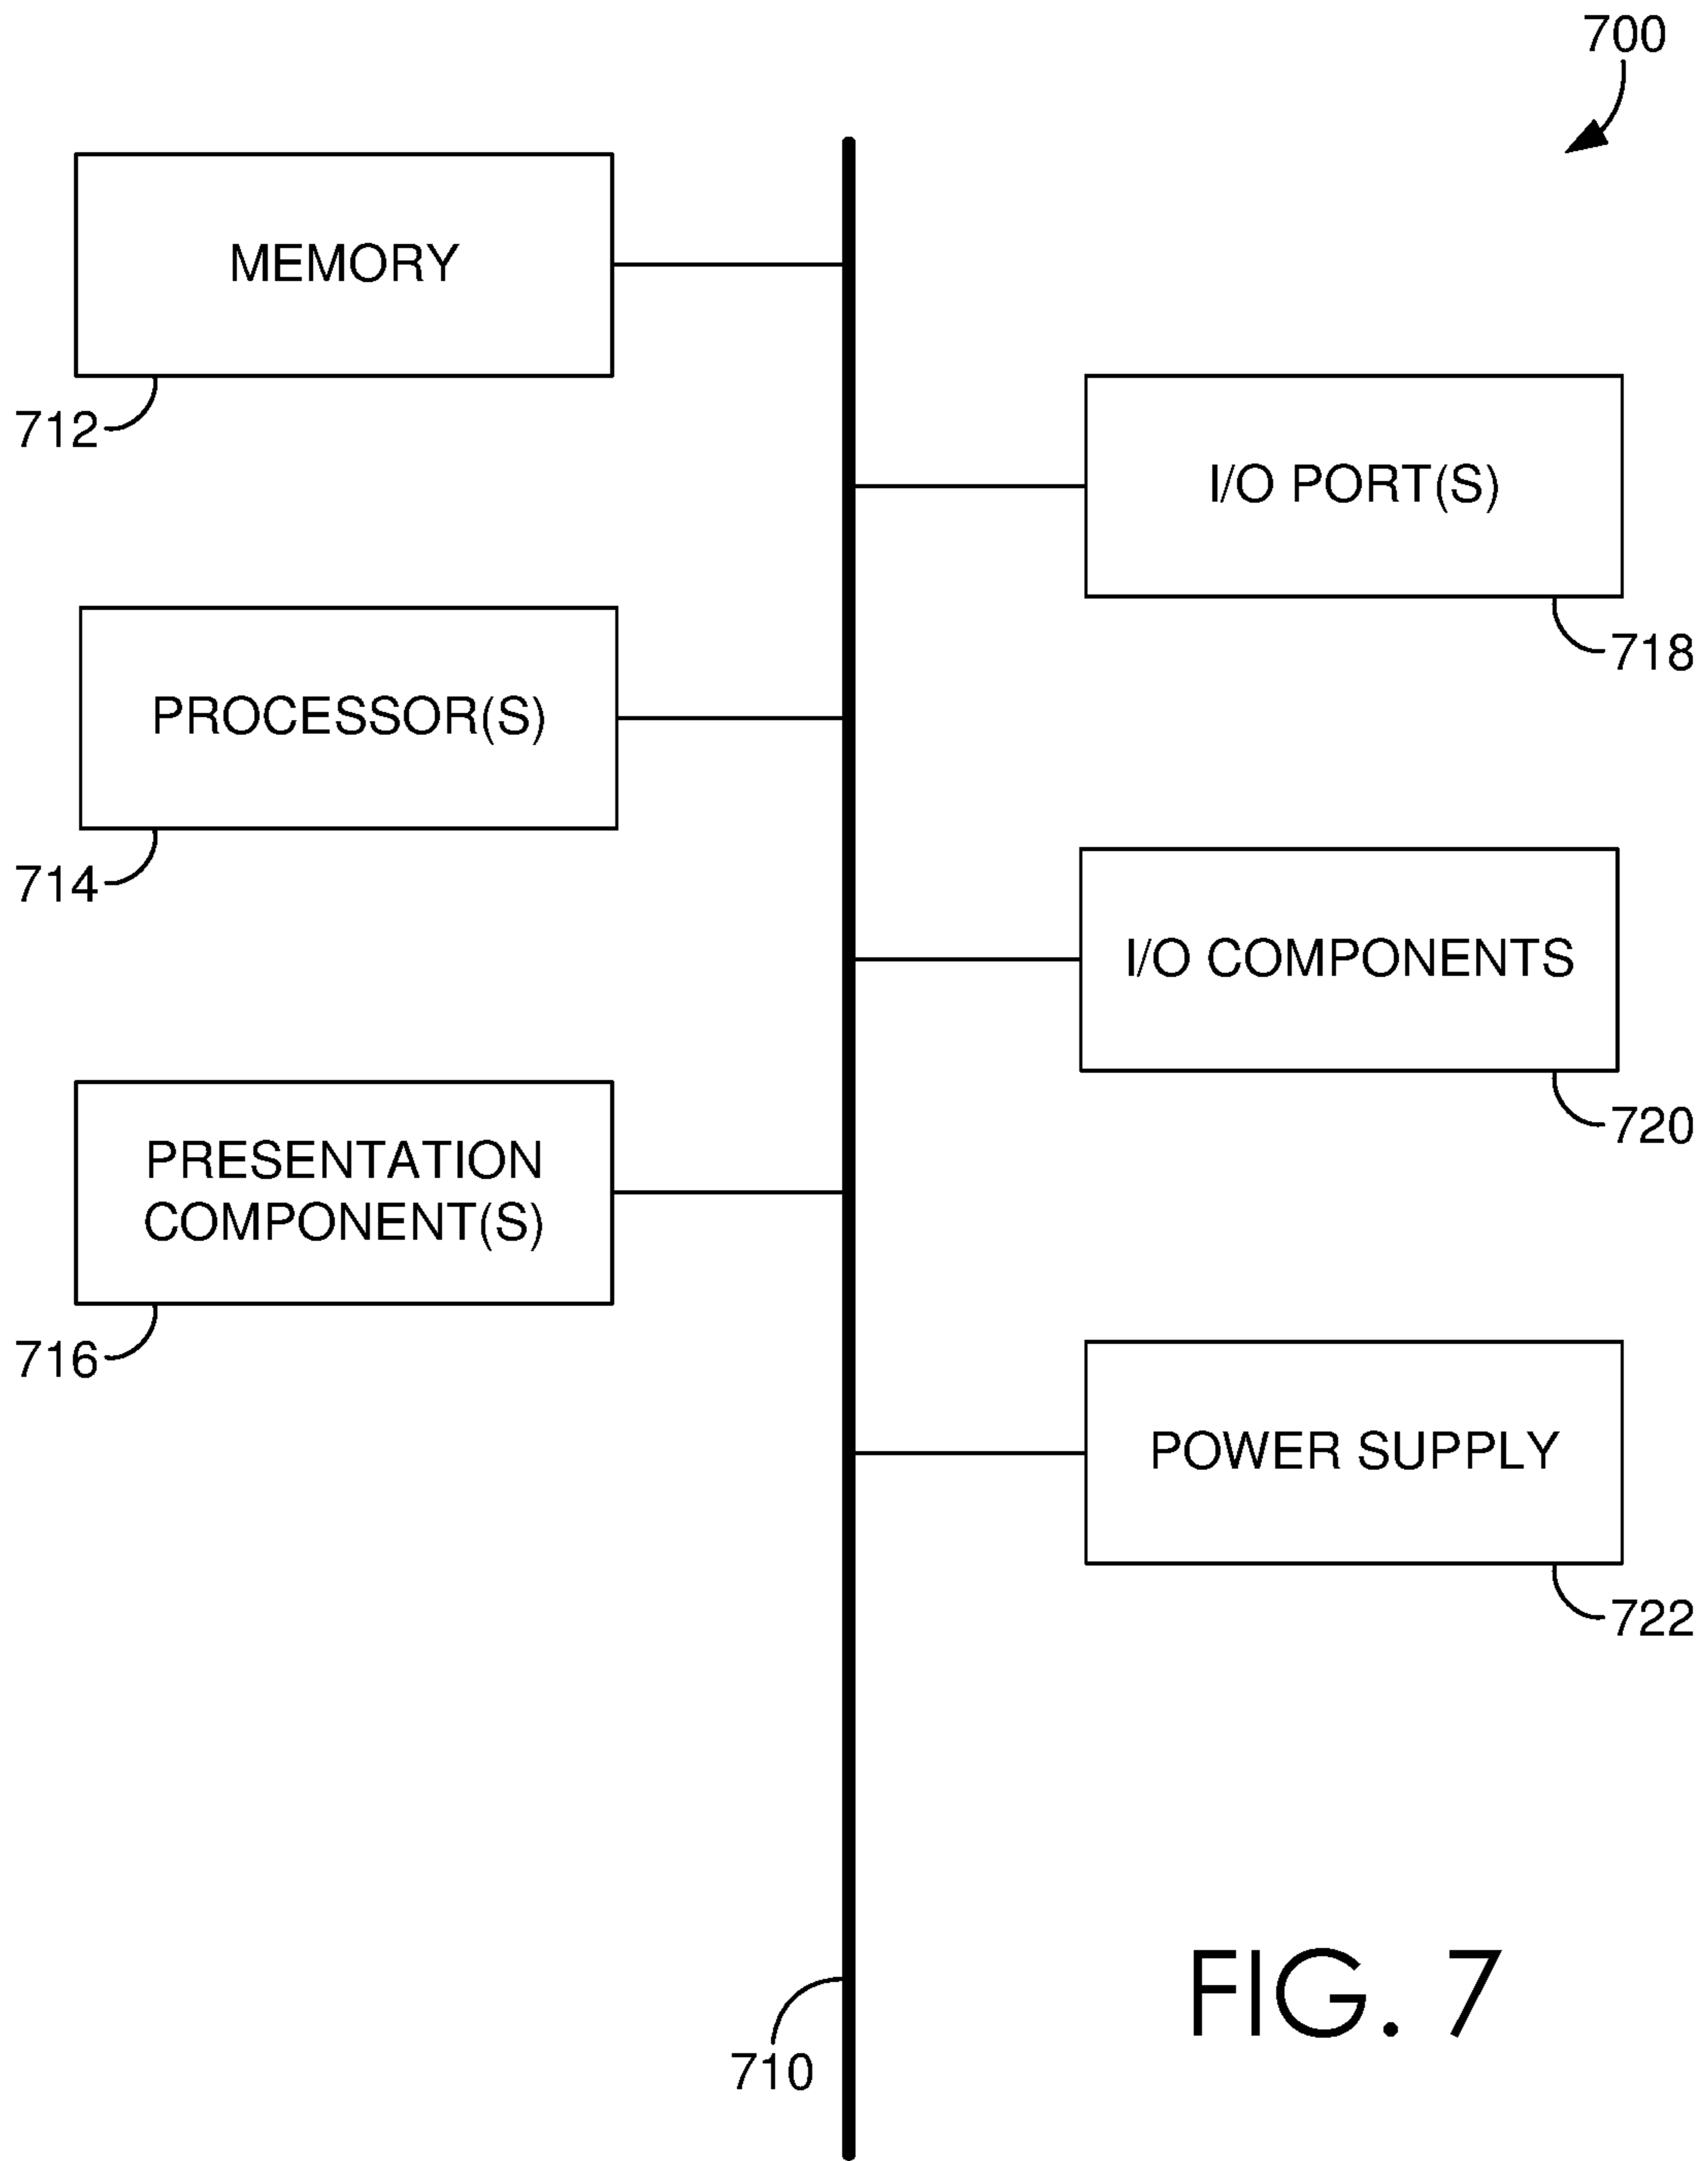 700
MEMORY
712
I/O PORT(S)
718
PROCESSOR(S)
714
I/O COMPONENTS
720
PRESENTATION
COMPONENT(S)
716
POWER SUPPLY
722
710
FIG. 7